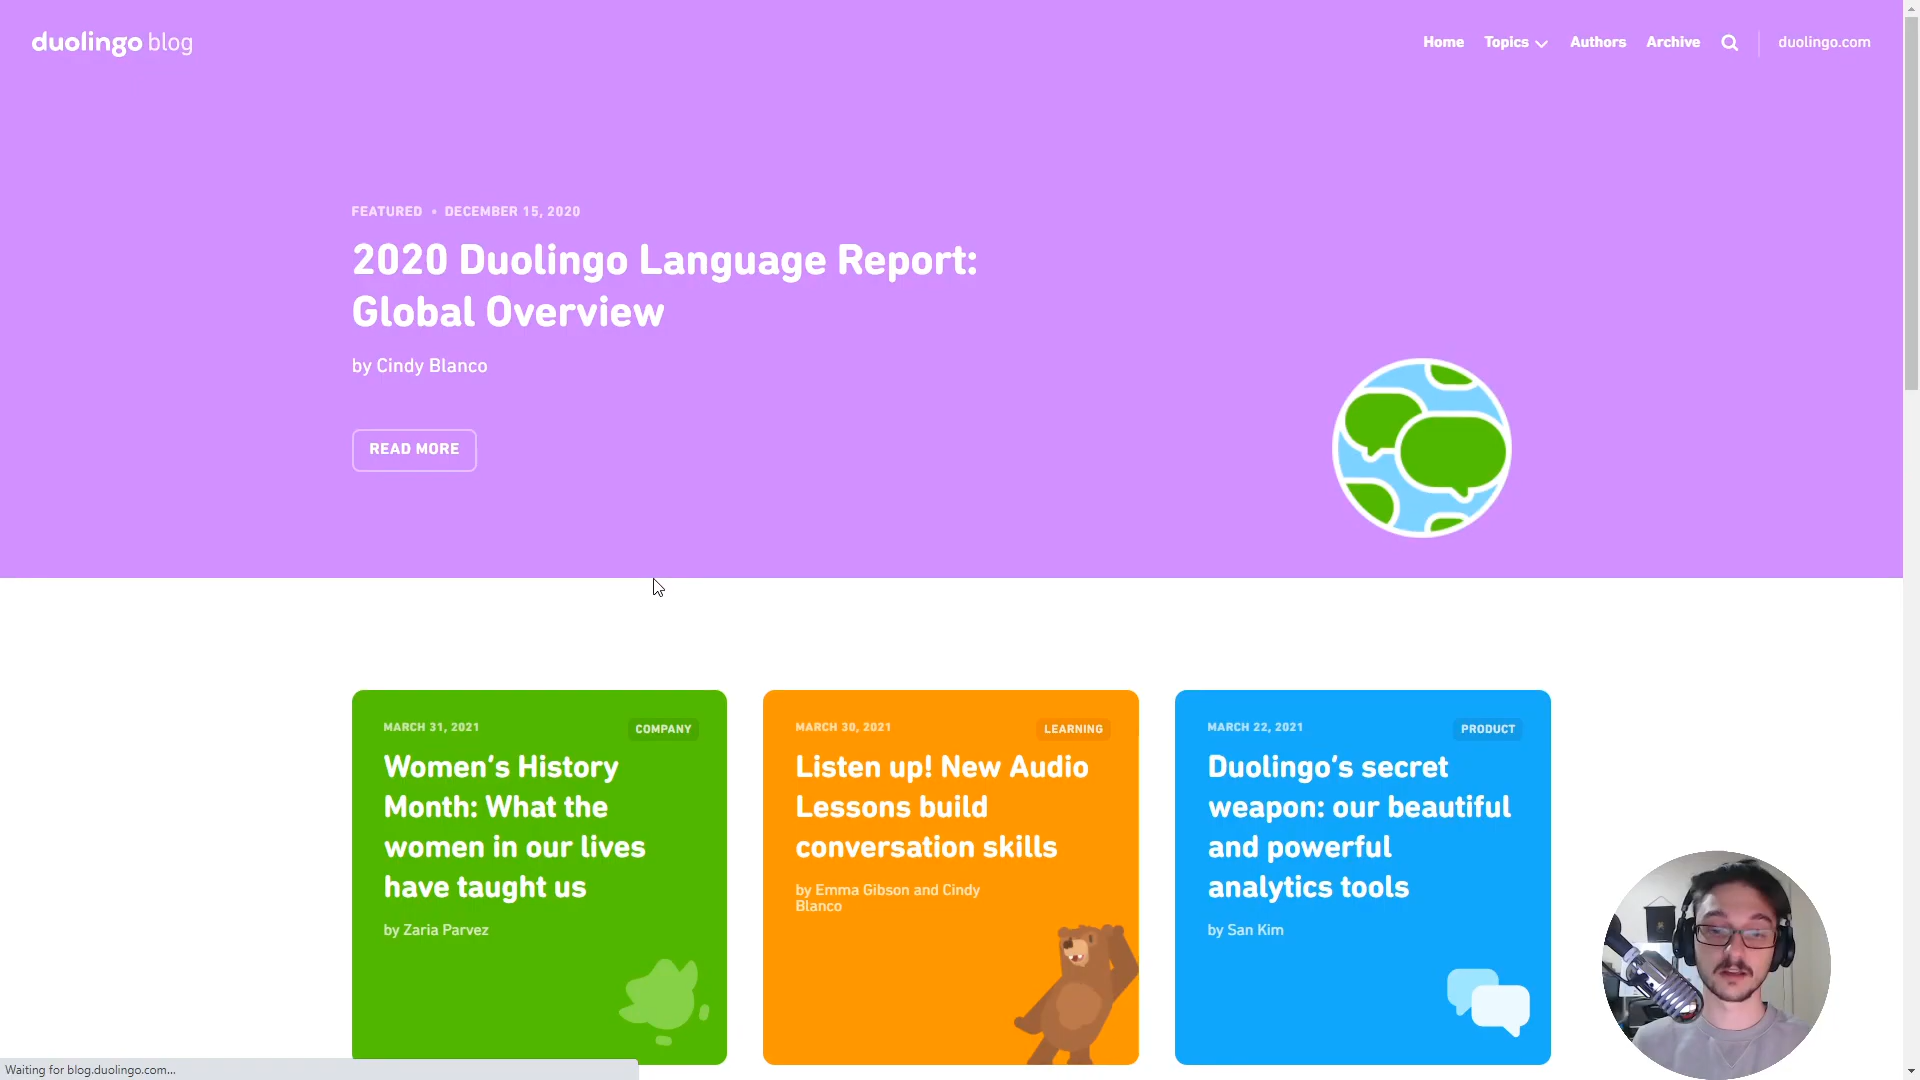 duolingo blog
Home Topics Authors Archive duolingo.com
FEATURED • DECEMBER 15, 2020
2020 Duolingo Language Report:
Global Overview
by Cindy Blanco
READ MORE
MARCH 31, 2021 COMPANY
Women's History
Month: What the
women in our lives
have taught us
by Zaria Parvez
MARCH 30, 2021 LEARNING
Listen up! New Audio
Lessons build
conversation skills
by Emma Gibson and Cindy
Blanco
MARCH 22, 2021 PRODUCT
Duolingo's secret
weapon: our beautiful
and powerful
analytics tools
by San Kim
Waiting for blog.duolingo.com...